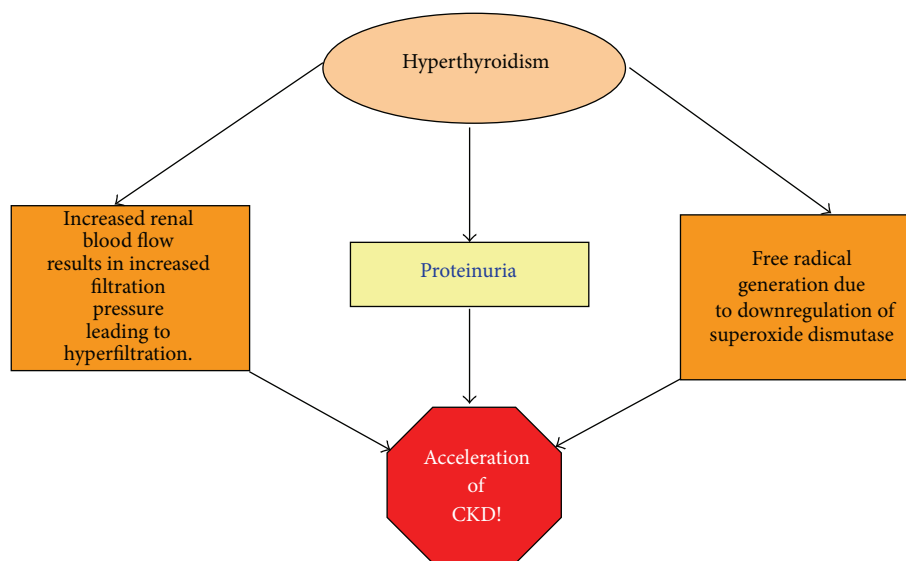 Hyperthyroidism
Increased renal
blood flow
results in increased
filtration
pressure
leading to
hyperfiltration.
Proteinuria
Free radical
generation due
to downregulation of
superoxide dismutase
Acceleration
of
CKD!